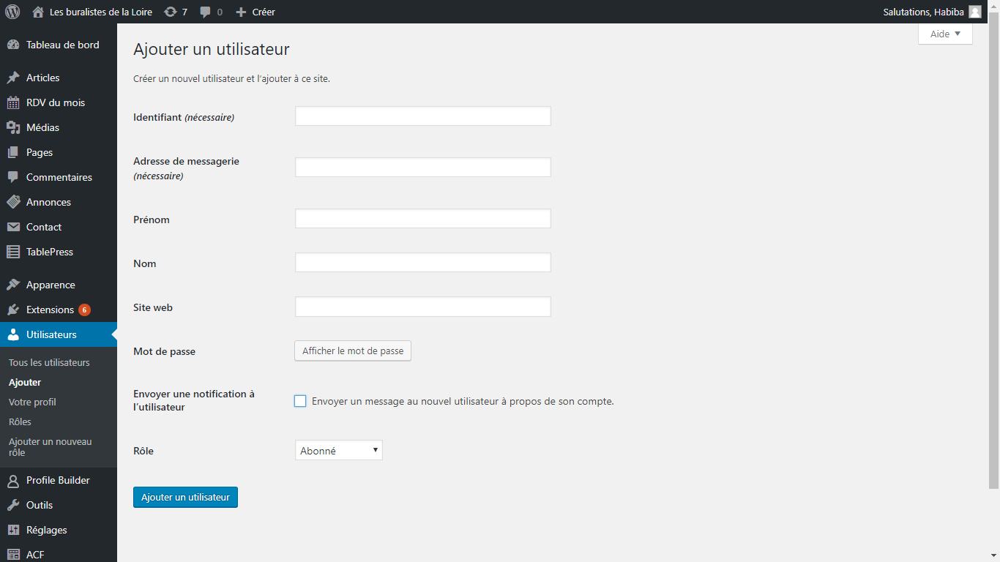 Les buralistes de la Loire 7 0 Créer Salutations, Habiba
Aide
Tableau de bord
Articles
RDV du mois
Médias
Pages
Commentaires
Annonces
Contact
TablePress
Apparence
Extensions 6
Utilisateurs
Tous les utilisateurs
Ajouter
Votre profil
Rôles
Ajouter un nouveau
rôle
Profile Builder
Outils
Réglages
ACF
Ajouter un utilisateur
Créer un nouvel utilisateur et l’ajouter à ce site.
Identifiant (nécessaire)
Adresse de messagerie
(nécessaire)
Prénom
Nom
Site web
Mot de passe Afficher le mot de passe
Envoyer une notification à
l’utilisateur
Envoyer un message au nouvel utilisateur à propos de son compte.
Rôle Abonné
Ajouter un utilisateur